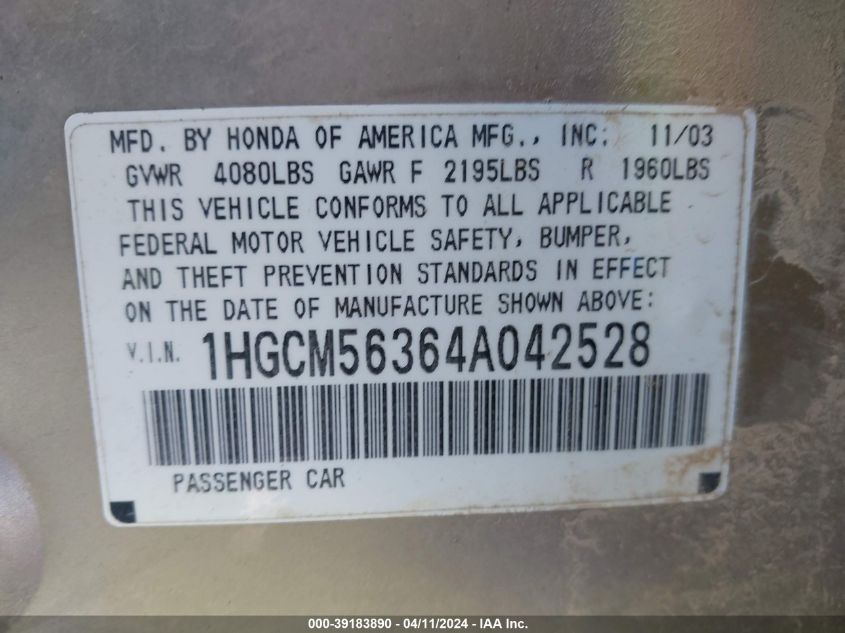 MFD. BY HONDA OF AMERICA MFG., INC. 11/03
GVWR 4080LBS GAWR F 2195LBS R 1960LBS
THIS VEHICLE CONFORMS TO ALL APPLICABLE
FEDERAL MOTOR VEHICLE SAFETY, BUMPER,
AND THEFT PREVENTION STANDARDS IN EFFECT
ON THE DATE OF MANUFACTURE SHOWN ABOVE:
V.I.N. 1HGCM56364A042528
PASSENGER CAR
000-39183890 - 04/11/2024 - IAA Inc.